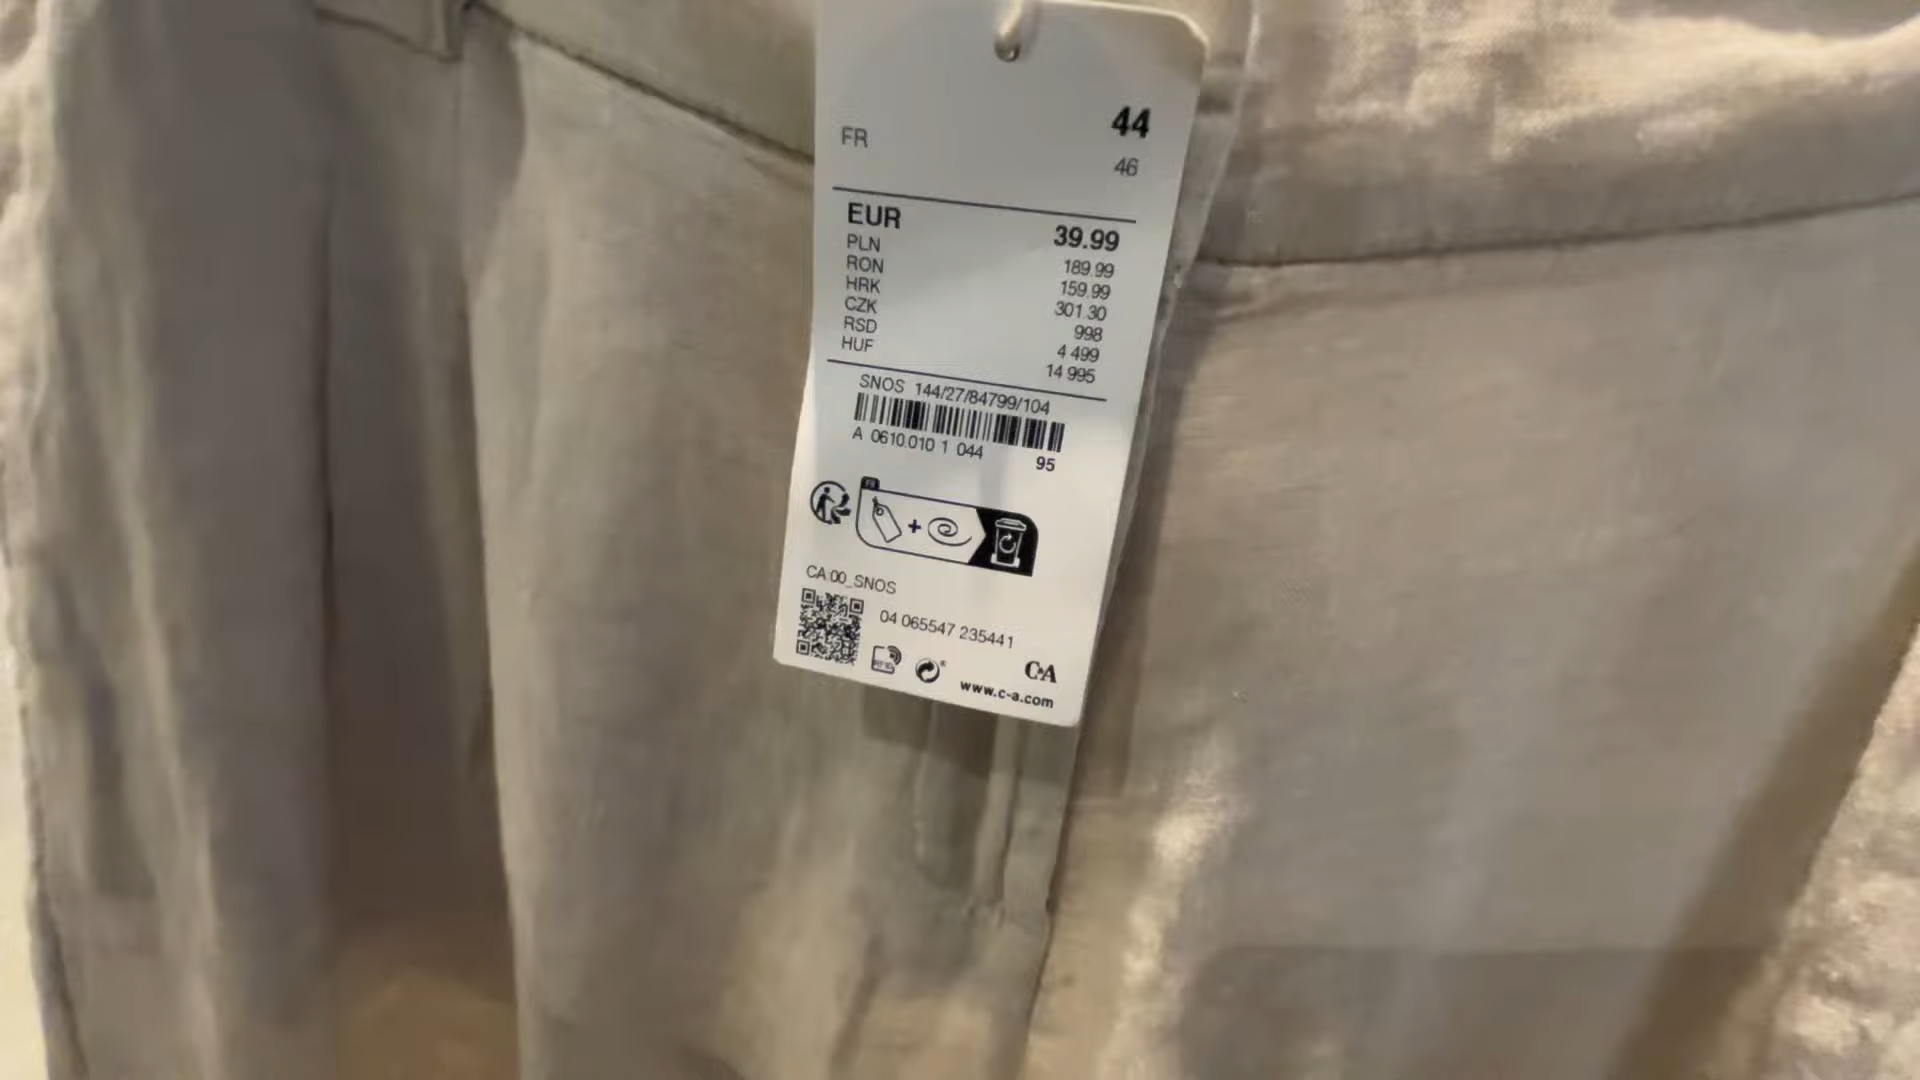 44
FR 46
EUR 39.99
PLN 189.99
RON 159.99
HRK 301.30
CZK 998
RSD 4 499
HUF 14 995
SNOS 144/27/84799/104
A 0610.010 1 044 95
FR
+
CA:00_SNOS
04 065547 235441
C&A
www.c-a.com